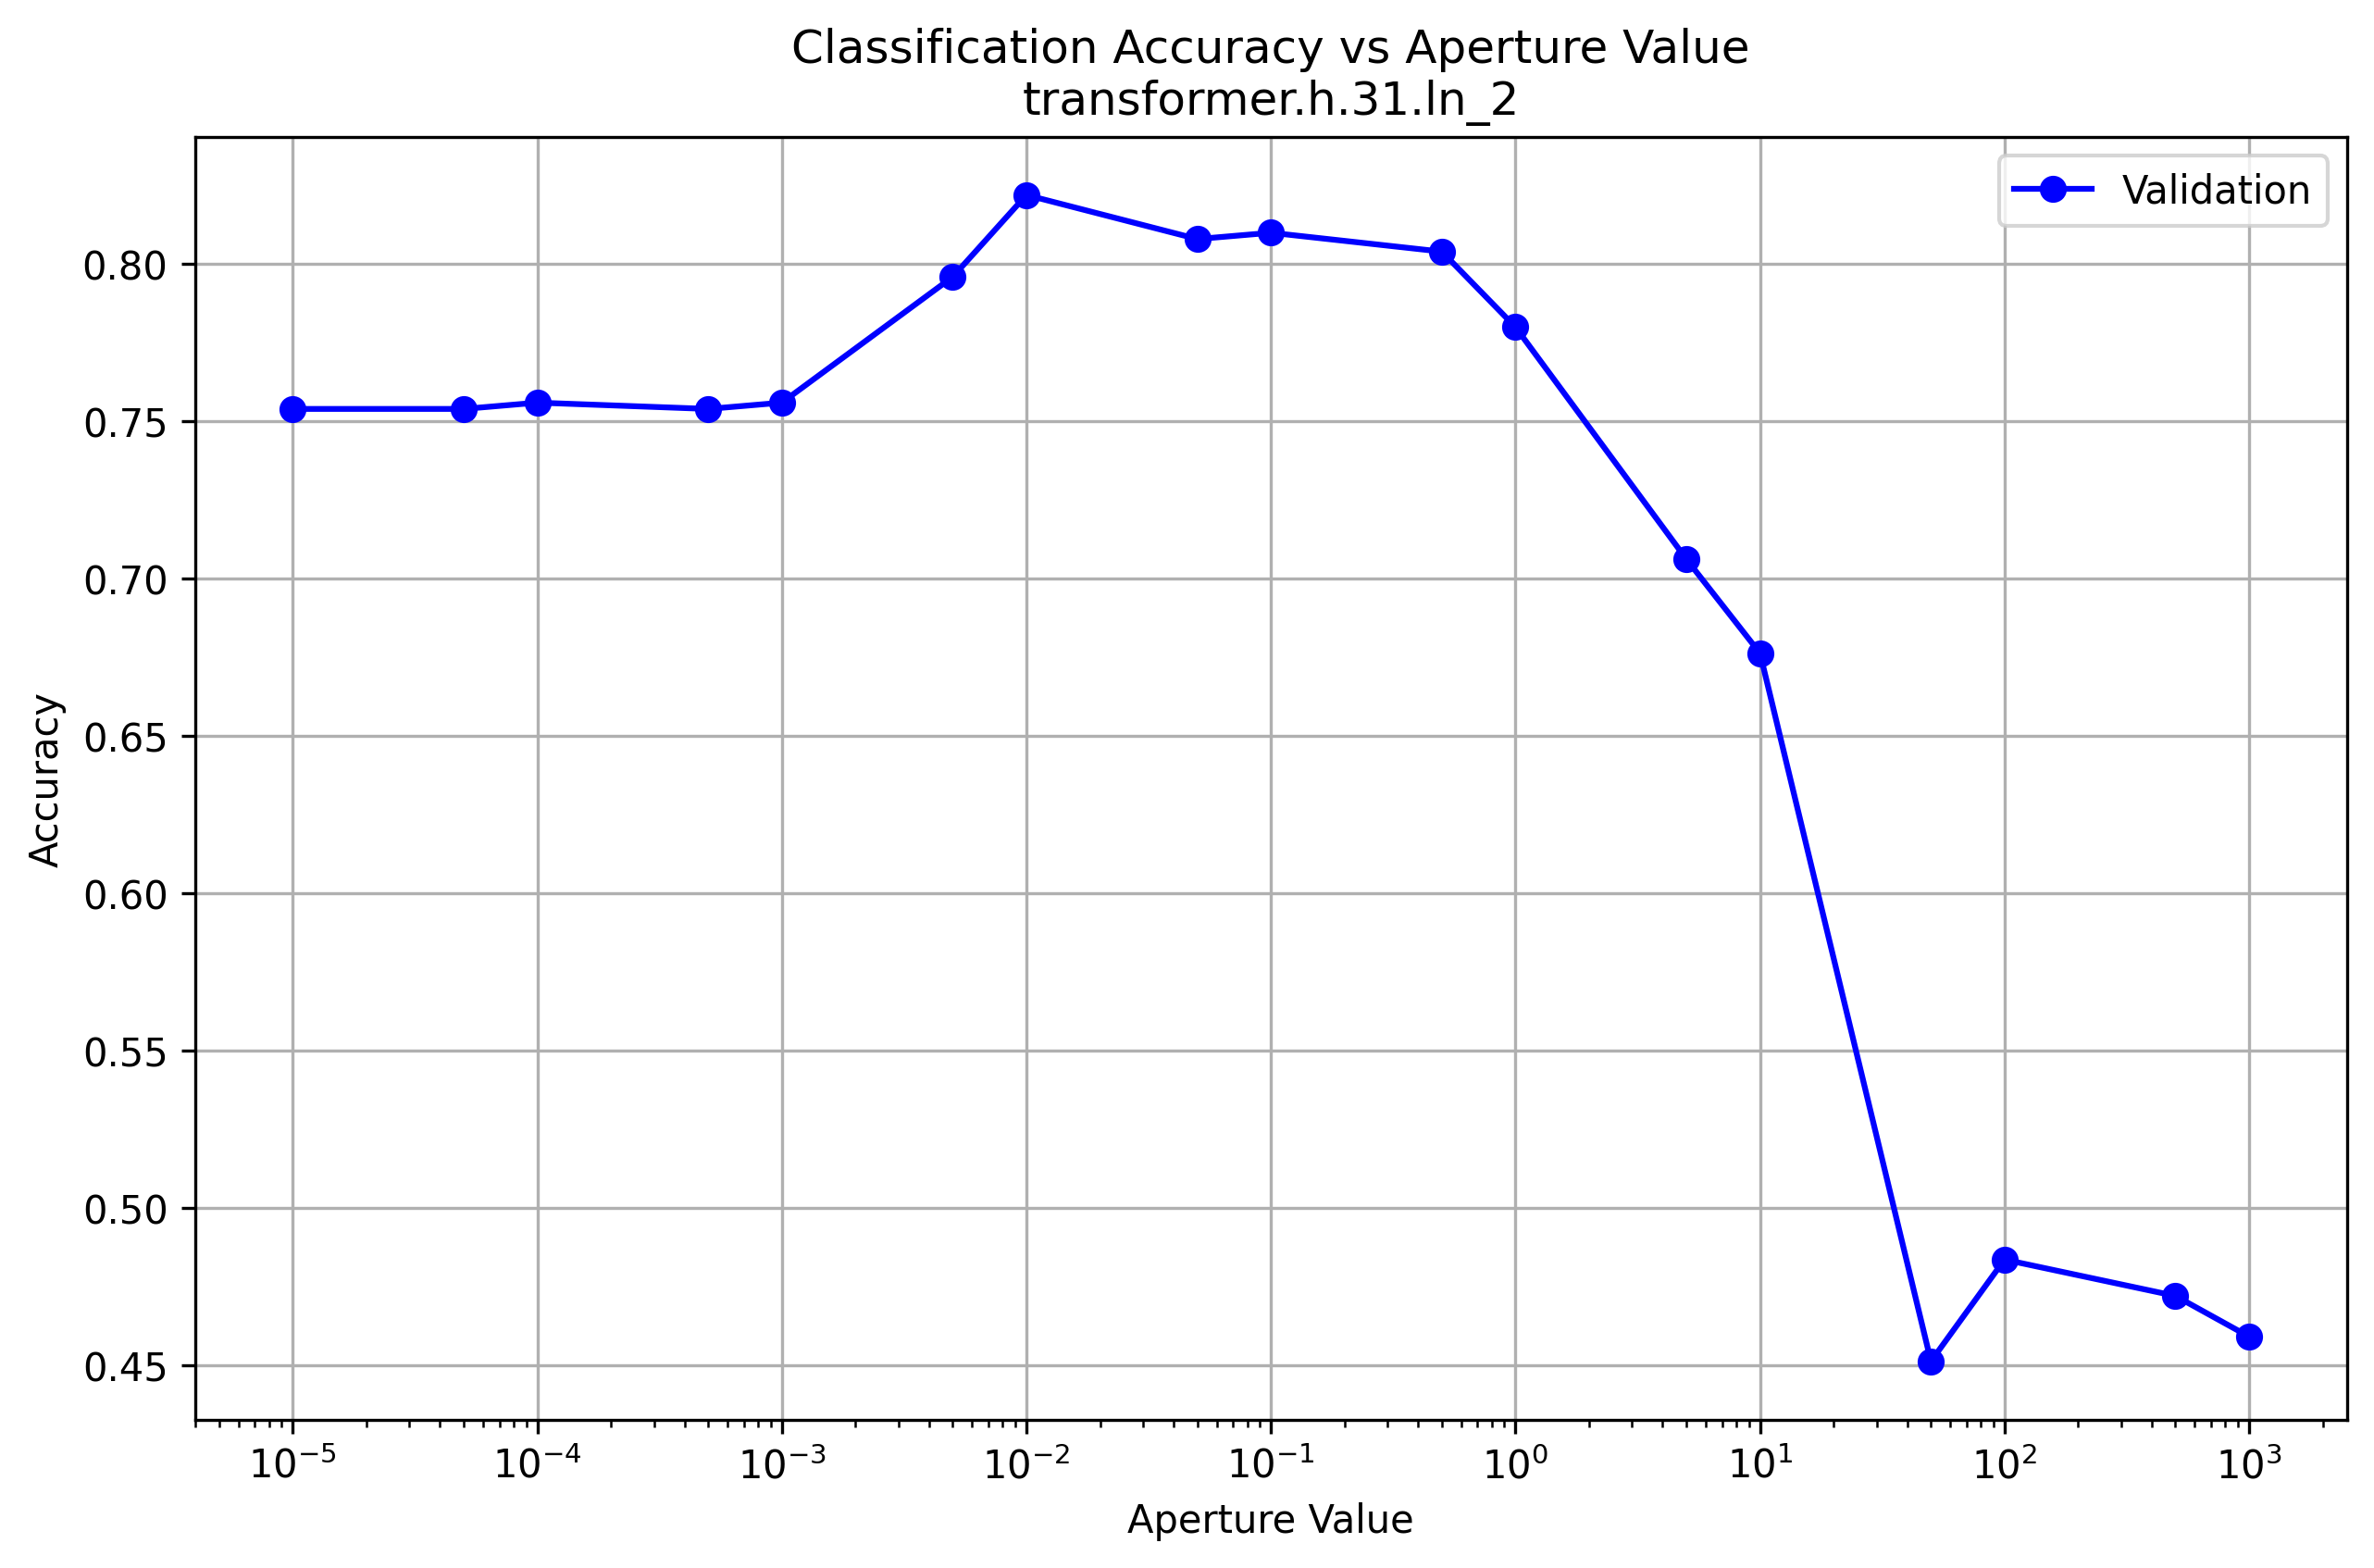 Classification Accuracy vs Aperture Value
transformer.h.31.ln_2
Validation
Accuracy
0.80
0.75
0.70
0.65
0.60
0.55
0.50
0.45
10⁻⁵ 10⁻⁴ 10⁻³ 10⁻² 10⁻¹ 10⁰ 10¹ 10² 10³
Aperture Value